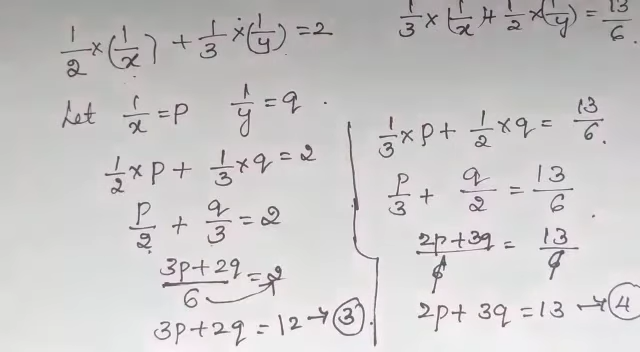 1/2 × (1/x) + 1/3 × (1/y) = 2
1/3 × (1/x) + 1/2 × (1/y) = 13/6.
Let 1/x = p 1/y = q .
1/2 × p + 1/3 × q = 2
p/2 + q/3 = 2
(3p + 2q)/6 = 2
3p + 2q = 12 → ③.
1/3 × p + 1/2 × q = 13/6.
p/3 + q/2 = 13/6.
(2p + 3q)/6 = 13/6
2p + 3q = 13 → ④